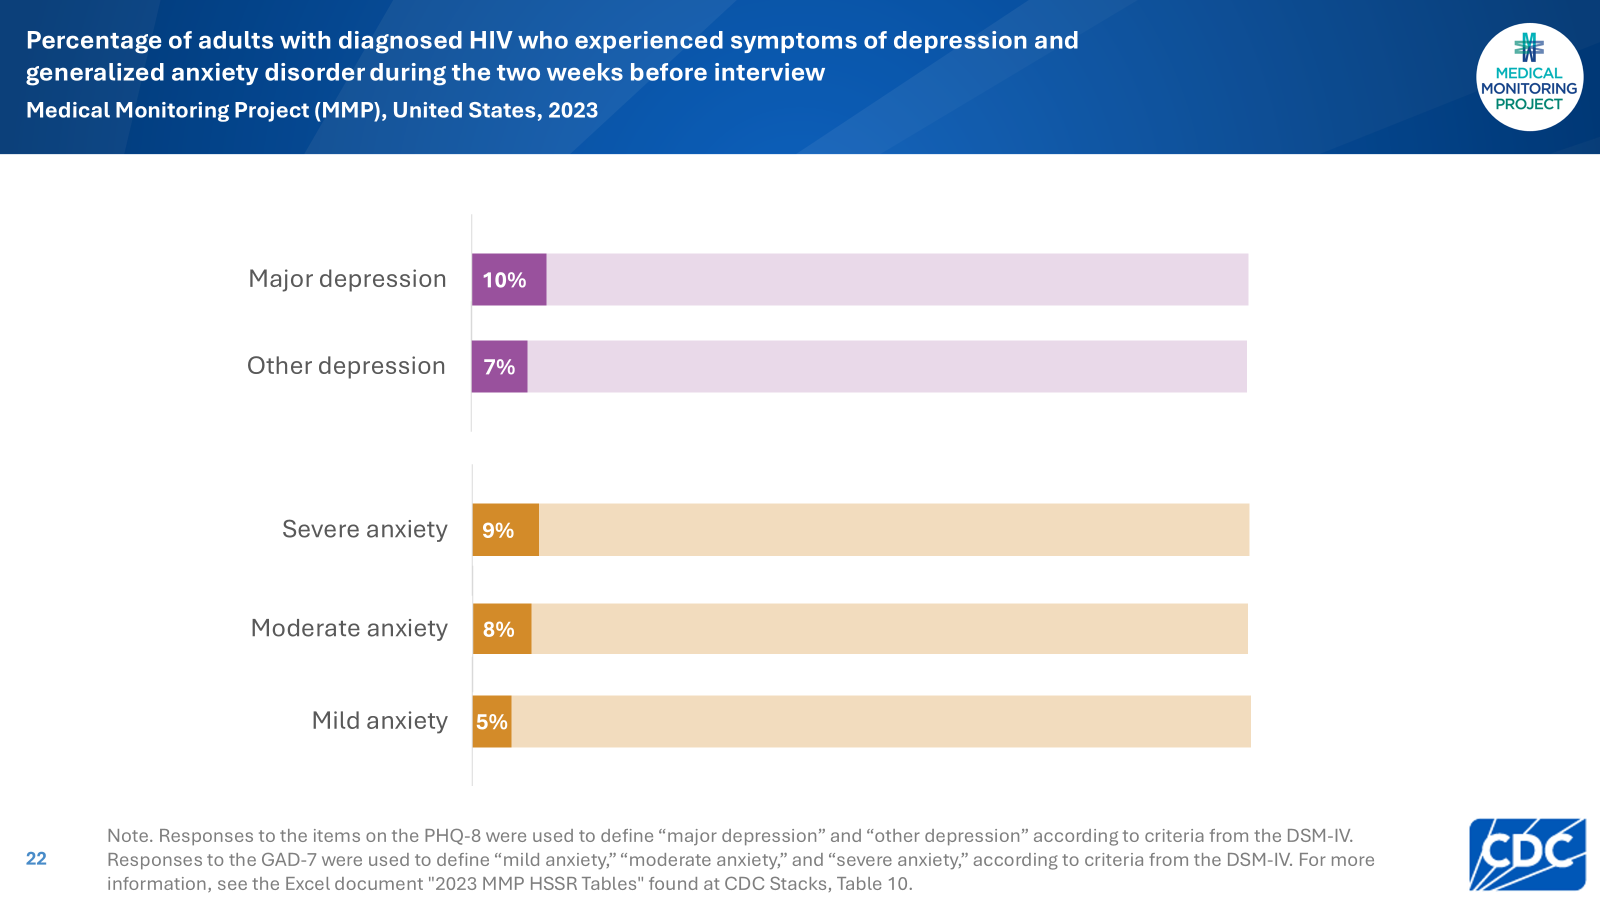 Percentage of adults with diagnosed HIV who experienced symptoms of depression and
generalized anxiety disorder during the two weeks before interview
Medical Monitoring Project (MMP), United States, 2023
MEDICAL
MONITORING
PROJECT
Major depression
10%
Other depression
7%
Severe anxiety
9%
Moderate anxiety
8%
Mild anxiety
5%
Note. Responses to the items on the PHQ-8 were used to define “major depression” and “other depression” according to criteria from the DSM-IV.
Responses to the GAD-7 were used to define “mild anxiety,” “moderate anxiety,” and “severe anxiety,” according to criteria from the DSM-IV. For more
information, see the Excel document "2023 MMP HSSR Tables" found at CDC Stacks, Table 10.
22
CDC